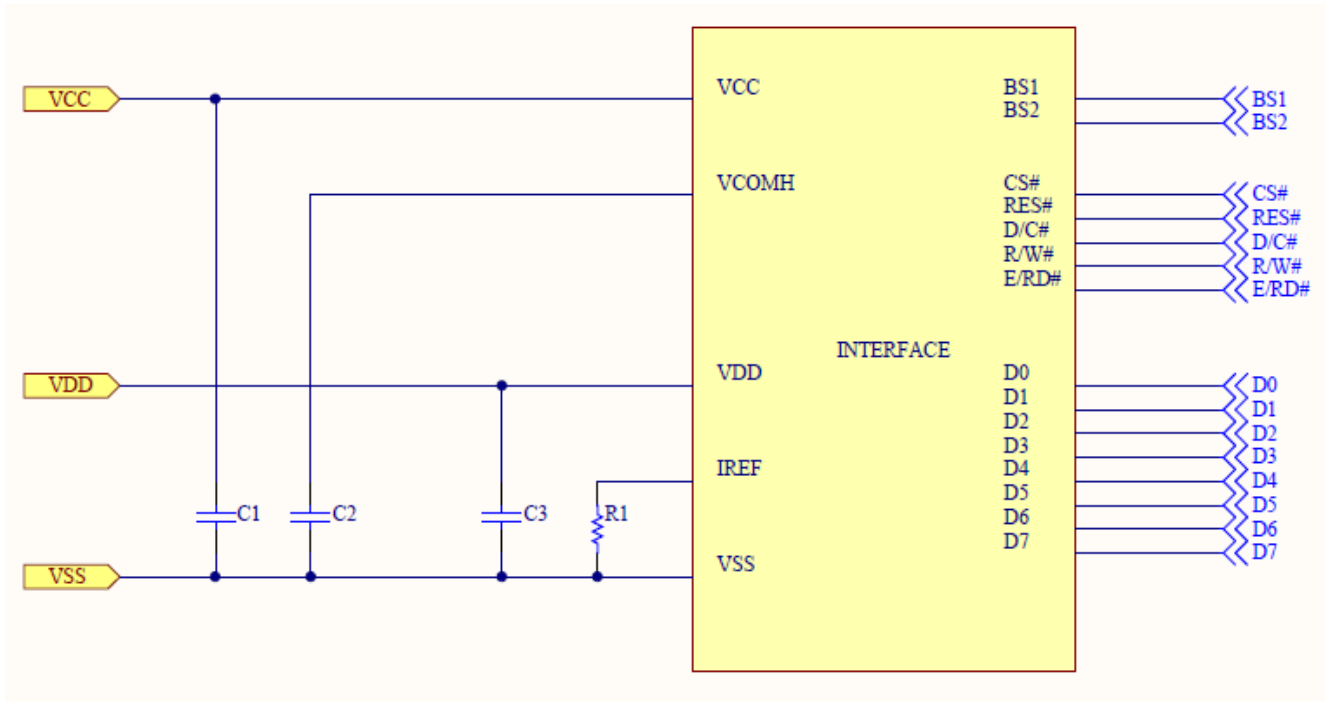 VCC
VCC
BS1
BS1
BS2
BS2
VCOMH
CS#
CS#
RES#
RES#
D/C#
D/C#
R/W#
R/W#
E/RD#
E/RD#
INTERFACE
VDD
VDD
D0
D0
D1
D1
D2
D2
D3
D3
IREF
D4
D4
D5
D5
C1
C2
C3
R1
D6
D6
D7
D7
VSS
VSS